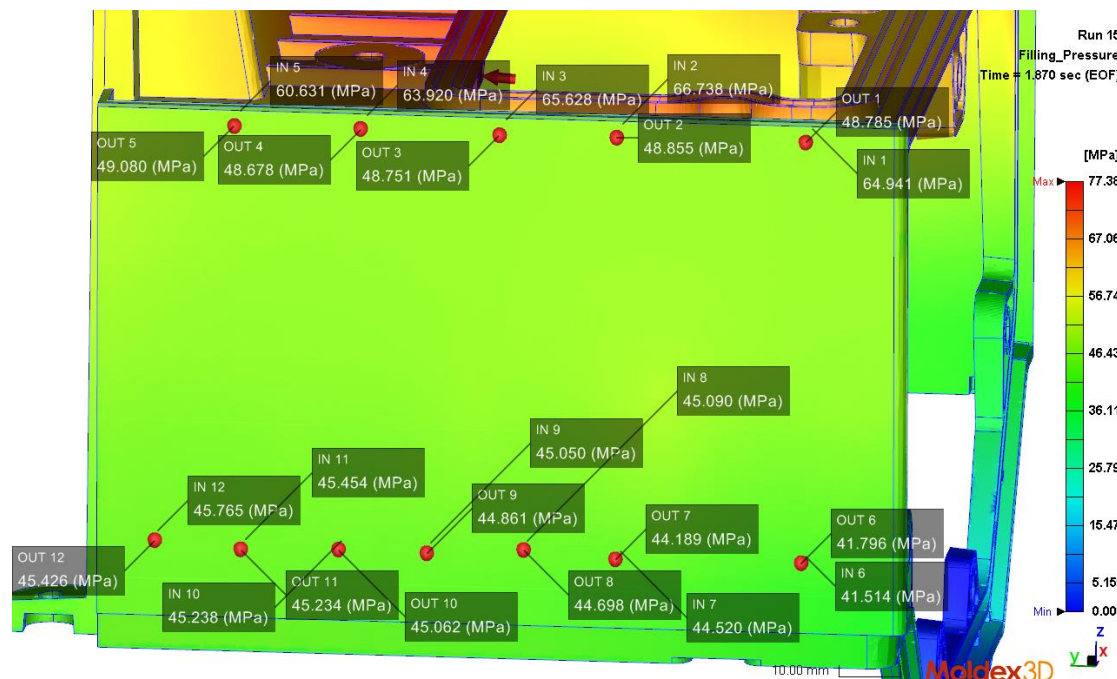 Run 15
Filling_Pressure
Time = 1.870 sec (EOF)
[MPa]
Max
77.38
67.06
56.74
46.43
36.11
25.79
15.47
5.15
Min
0.00
IN 5
60.631 (MPa)
IN 4
63.920 (MPa)
IN 3
65.628 (MPa)
IN 2
66.738 (MPa)
OUT 1
48.785 (MPa)
OUT 5
49.080 (MPa)
OUT 4
48.678 (MPa)
OUT 3
48.751 (MPa)
OUT 2
48.855 (MPa)
IN 1
64.941 (MPa)
IN 8
45.090 (MPa)
IN 9
45.050 (MPa)
IN 11
45.454 (MPa)
IN 12
45.765 (MPa)
OUT 9
44.861 (MPa)
OUT 7
44.189 (MPa)
OUT 6
41.796 (MPa)
OUT 12
45.426 (MPa)
IN 10
45.238 (MPa)
OUT 11
45.234 (MPa)
OUT 10
45.062 (MPa)
OUT 8
44.698 (MPa)
IN 7
44.520 (MPa)
IN 6
41.514 (MPa)
10.00 mm
Moldex3D
z
y
x